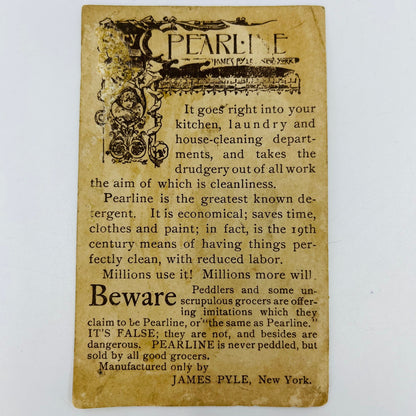 Try PEARLINE
JAMES PYLE, NEW YORK
It goes right into your
kitchen, laundry and
house-cleaning depart-
ments, and takes the
drudgery out of all work
the aim of which is cleanliness.
Pearline is the greatest known de-
tergent. It is economical; saves time,
clothes and paint; in fact, is the 19th
century means of having things per-
fectly clean, with reduced labor.
Millions use it! Millions more will
Beware Peddlers and some un-
scrupulous grocers are offer-
ing imitations which they
claim to be Pearline, or "the same as Pearline."
IT'S FALSE; they are not, and besides are
dangerous. PEARLINE is never peddled, but
sold by all good grocers.
Manufactured only by
JAMES PYLE, New York.